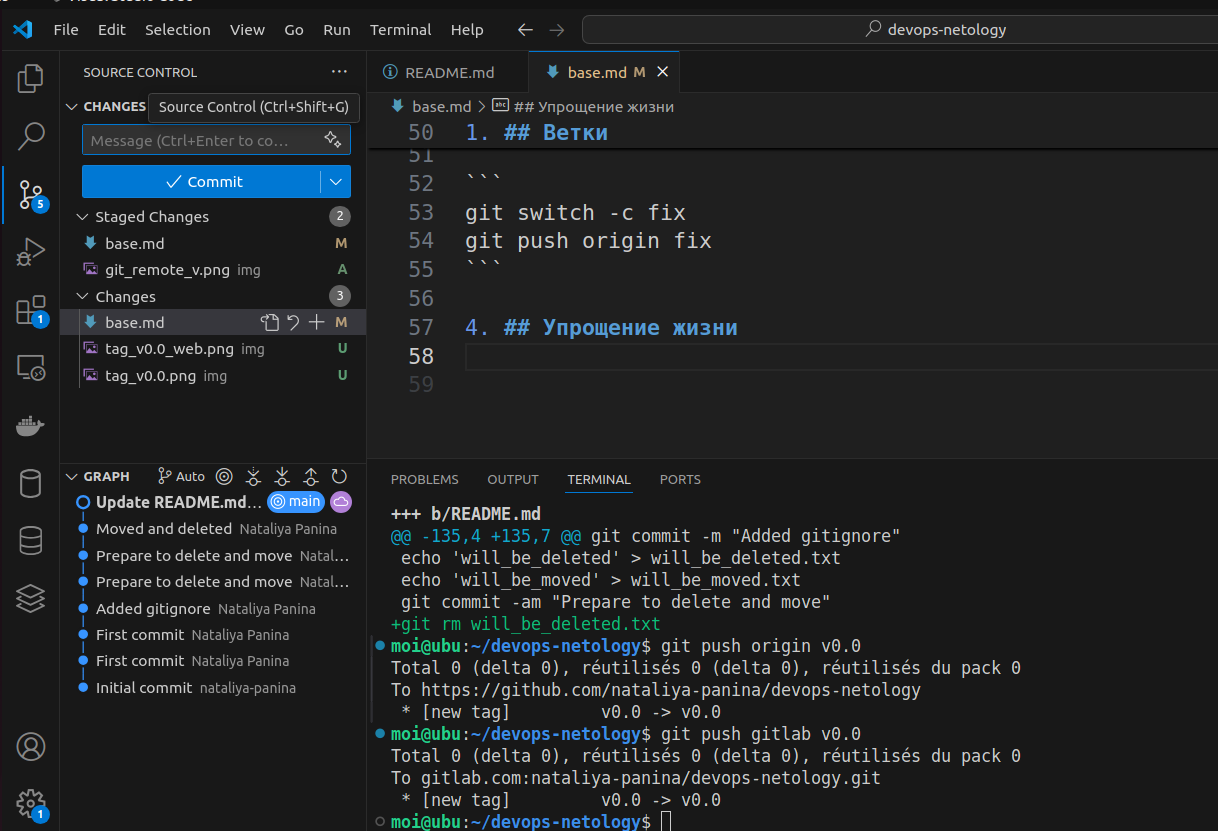 File Edit Selection View Go Run Terminal Help
devops-netology
SOURCE CONTROL
CHANGES
Source Control (Ctrl+Shift+G)
Message (Ctrl+Enter to co…
Commit
Staged Changes 2
base.md M
git_remote_v.png img A
Changes 3
base.md M
tag_v0.0_web.png img U
tag_v0.0.png img U
5
1
GRAPH Auto
Update README.md… main
Moved and deleted Nataliya Panina
Prepare to delete and move Natal…
Prepare to delete and move Natal…
Added gitignore Nataliya Panina
First commit Nataliya Panina
First commit Nataliya Panina
Initial commit nataliya-panina
1
README.md
base.md M
base.md > ## Упрощение жизни
50 1. ## Ветки
51
52 ```
53 git switch -c fix
54 git push origin fix
55 ```
56
57 4. ## Упрощение жизни
58
59
PROBLEMS OUTPUT TERMINAL PORTS
+++ b/README.md
@@ -135,4 +135,7 @@ git commit -m "Added gitignore"
echo 'will_be_deleted' > will_be_deleted.txt
echo 'will_be_moved' > will_be_moved.txt
git commit -am "Prepare to delete and move"
+git rm will_be_deleted.txt
moi@ubu:~/devops-netology$ git push origin v0.0
Total 0 (delta 0), réutilisés 0 (delta 0), réutilisés du pack 0
To https://github.com/nataliya-panina/devops-netology
* [new tag] v0.0 -> v0.0
moi@ubu:~/devops-netology$ git push gitlab v0.0
Total 0 (delta 0), réutilisés 0 (delta 0), réutilisés du pack 0
To gitlab.com:nataliya-panina/devops-netology.git
* [new tag] v0.0 -> v0.0
moi@ubu:~/devops-netology$